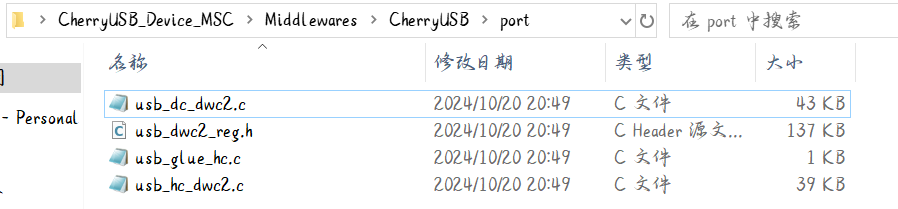 CherryUSB_Device_MSC > Middlewares > CherryUSB > port
在 port 中搜索
名称 修改日期 类型 大小
usb_dc_dwc2.c 2024/10/20 20:49 C 文件 43 KB
- Personal
usb_dwc2_reg.h 2024/10/20 20:49 C Header 源文... 137 KB
usb_glue_hc.c 2024/10/20 20:49 C 文件 1 KB
usb_hc_dwc2.c 2024/10/20 20:49 C 文件 39 KB